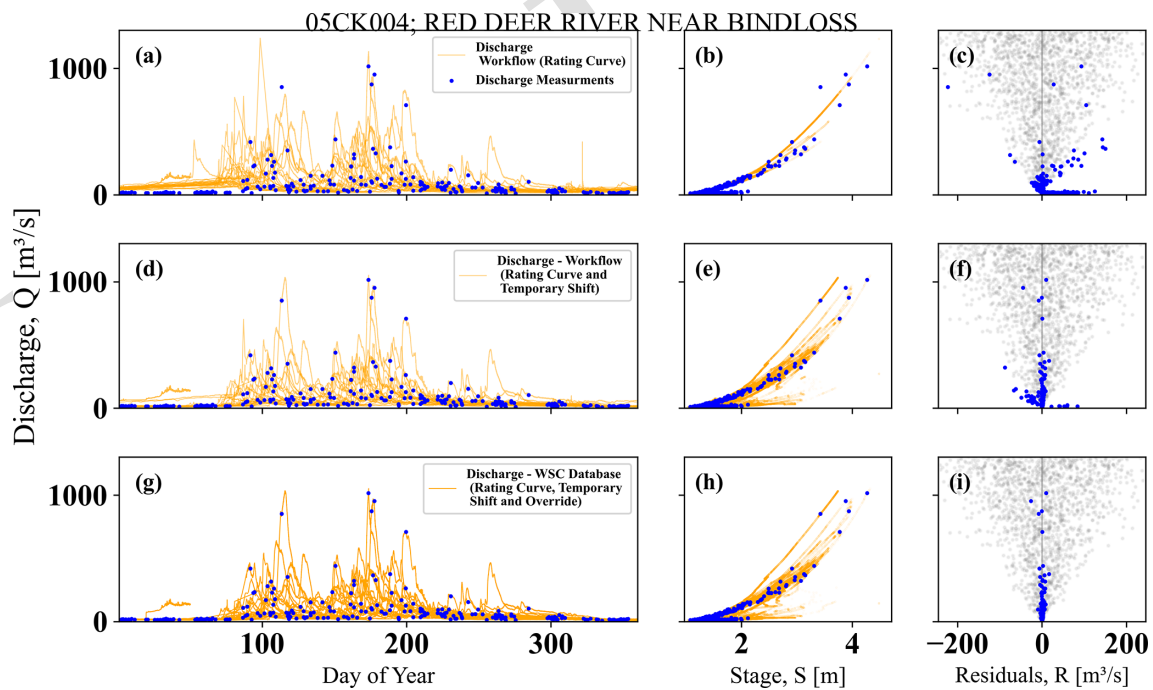 05CK004; RED DEER RIVER NEAR BINDLOSS
(a)
Discharge
Workflow (Rating Curve)
Discharge Measurments
(b)
(c)
1000
0
(d)
Discharge - Workflow
(Rating Curve and
Temporary Shift)
(e)
(f)
1000
0
(g)
Discharge - WSC Database
(Rating Curve, Temporary
Shift and Override)
(h)
(i)
1000
0
Discharge, Q [m³/s]
100 200 300
2 4
−200 0 200
Day of Year
Stage, S [m]
Residuals, R [m³/s]